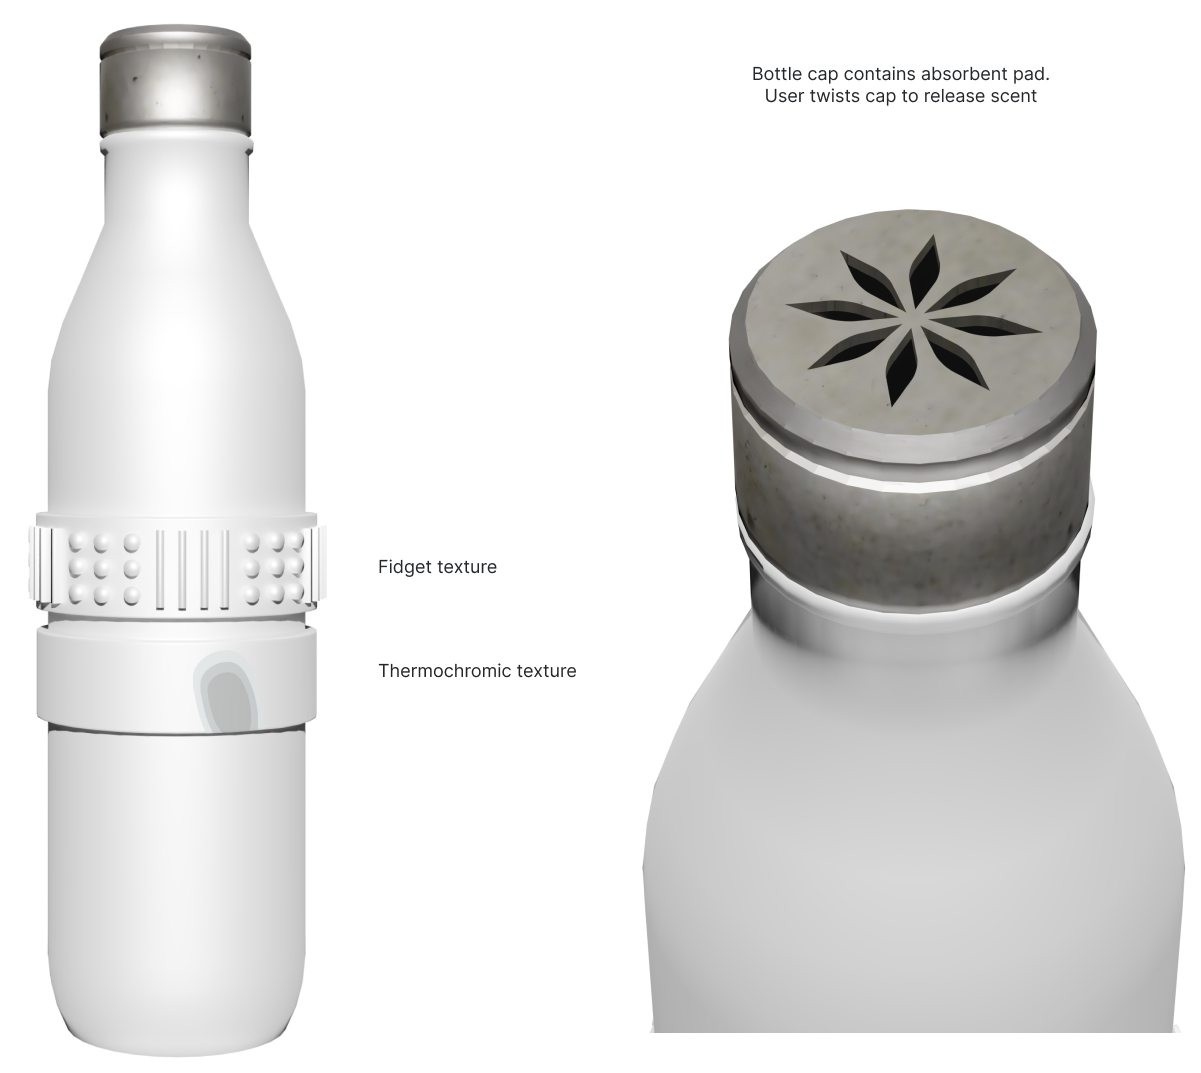 Bottle cap contains absorbent pad.
User twists cap to release scent
Fidget texture
Thermochromic texture